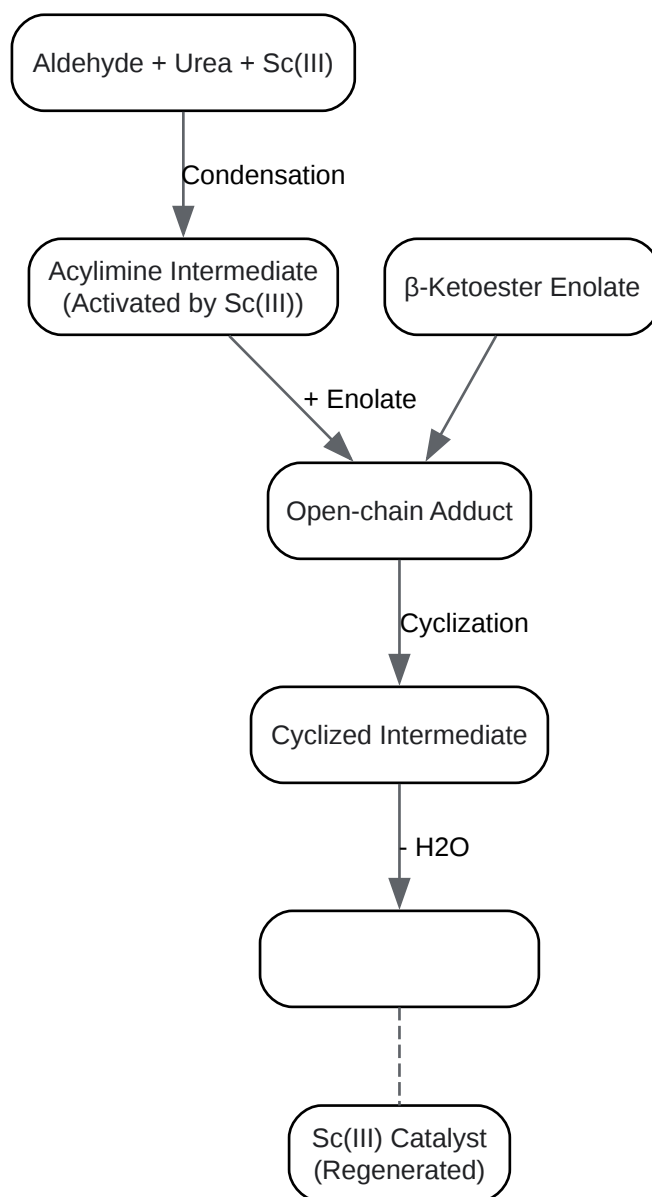 Aldehyde + Urea + Sc(III)
Condensation
Acylimine Intermediate
(Activated by Sc(III))
β-Ketoester Enolate
+ Enolate
Open-chain Adduct
Cyclization
Cyclized Intermediate
- H2O
Sc(III) Catalyst
(Regenerated)